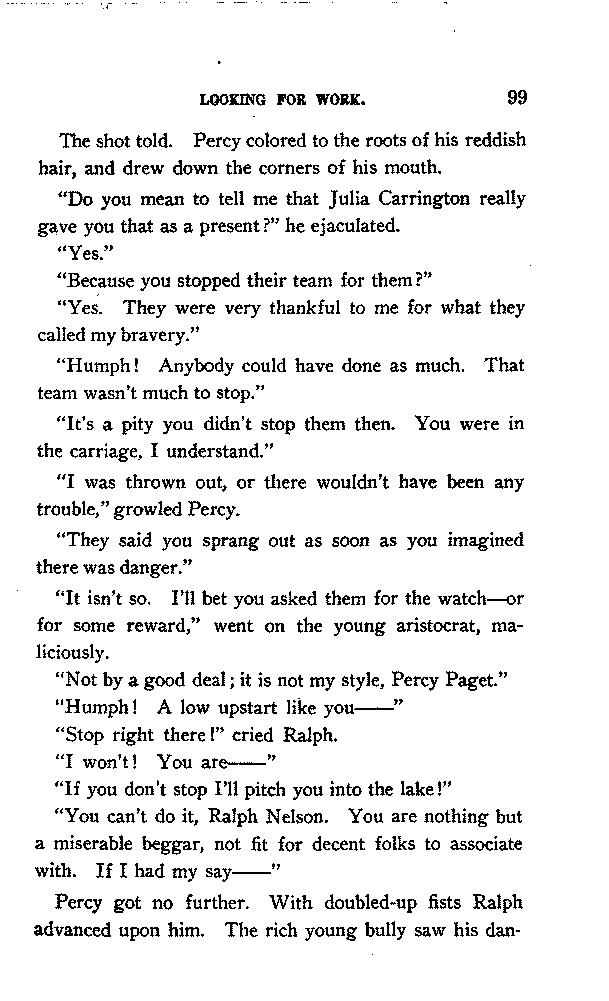 LOOKING FOR WORK. 99
The shot told. Percy colored to the roots of his reddish
hair, and drew down the corners of his mouth.
"Do you mean to tell me that Julia Carrington really
gave you that as a present?" he ejaculated.
"Yes."
"Because you stopped their team for them?"
"Yes. They were very thankful to me for what they
called my bravery."
"Humph! Anybody could have done as much. That
team wasn't much to stop."
"It's a pity you didn't stop them then. You were in
the carriage, I understand."
"I was thrown out, or there wouldn't have been any
trouble," growled Percy.
"They said you sprang out as soon as you imagined
there was danger."
"It isn't so. I'll bet you asked them for the watch—or
for some reward," went on the young aristocrat, ma-
liciously.
"Not by a good deal; it is not my style, Percy Paget."
"Humph! A low upstart like you——"
"Stop right there!" cried Ralph.
"I won't! You are——"
"If you don't stop I'll pitch you into the lake!"
"You can't do it, Ralph Nelson. You are nothing but
a miserable beggar, not fit for decent folks to associate
with. If I had my say——"
Percy got no further. With doubled-up fists Ralph
advanced upon him. The rich young bully saw his dan-